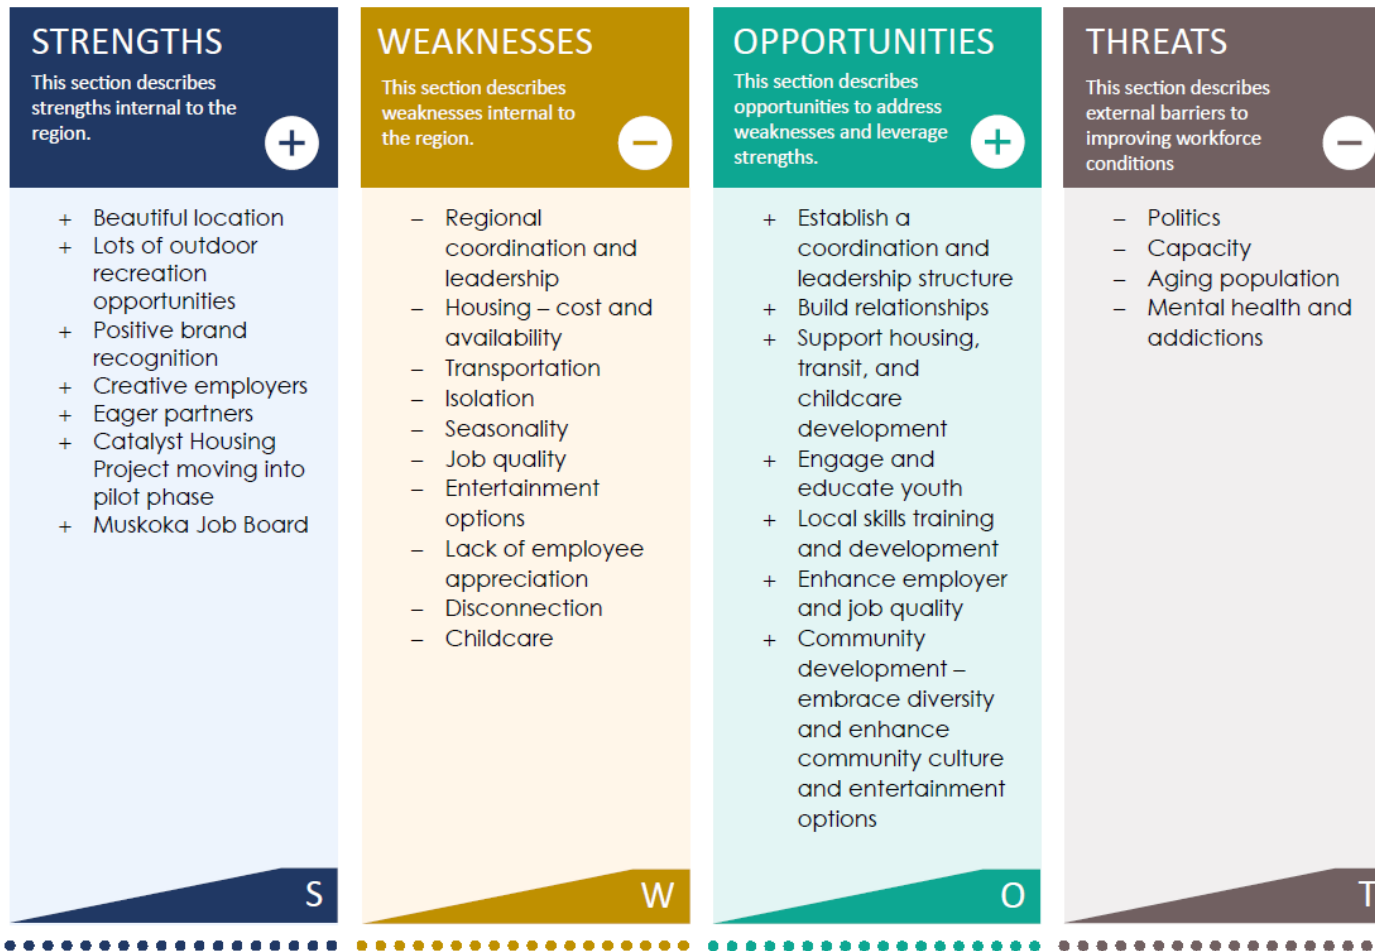 STRENGTHS
This section describes
strengths internal to the
region.
+ Beautiful location
+ Lots of outdoor
recreation
opportunities
+ Positive brand
recognition
+ Creative employers
+ Eager partners
+ Catalyst Housing
Project moving into
pilot phase
+ Muskoka Job Board
S
WEAKNESSES
This section describes
weaknesses internal to
the region.
– Regional
coordination and
leadership
– Housing – cost and
availability
– Transportation
– Isolation
– Seasonality
– Job quality
– Entertainment
options
– Lack of employee
appreciation
– Disconnection
– Childcare
W
OPPORTUNITIES
This section describes
opportunities to address
weaknesses and leverage
strengths.
+ Establish a
coordination and
leadership structure
+ Build relationships
+ Support housing,
transit, and
childcare
development
+ Engage and
educate youth
+ Local skills training
and development
+ Enhance employer
and job quality
+ Community
development –
embrace diversity
and enhance
community culture
and entertainment
options
O
THREATS
This section describes
external barriers to
improving workforce
conditions
– Politics
– Capacity
– Aging population
– Mental health and
addictions
T